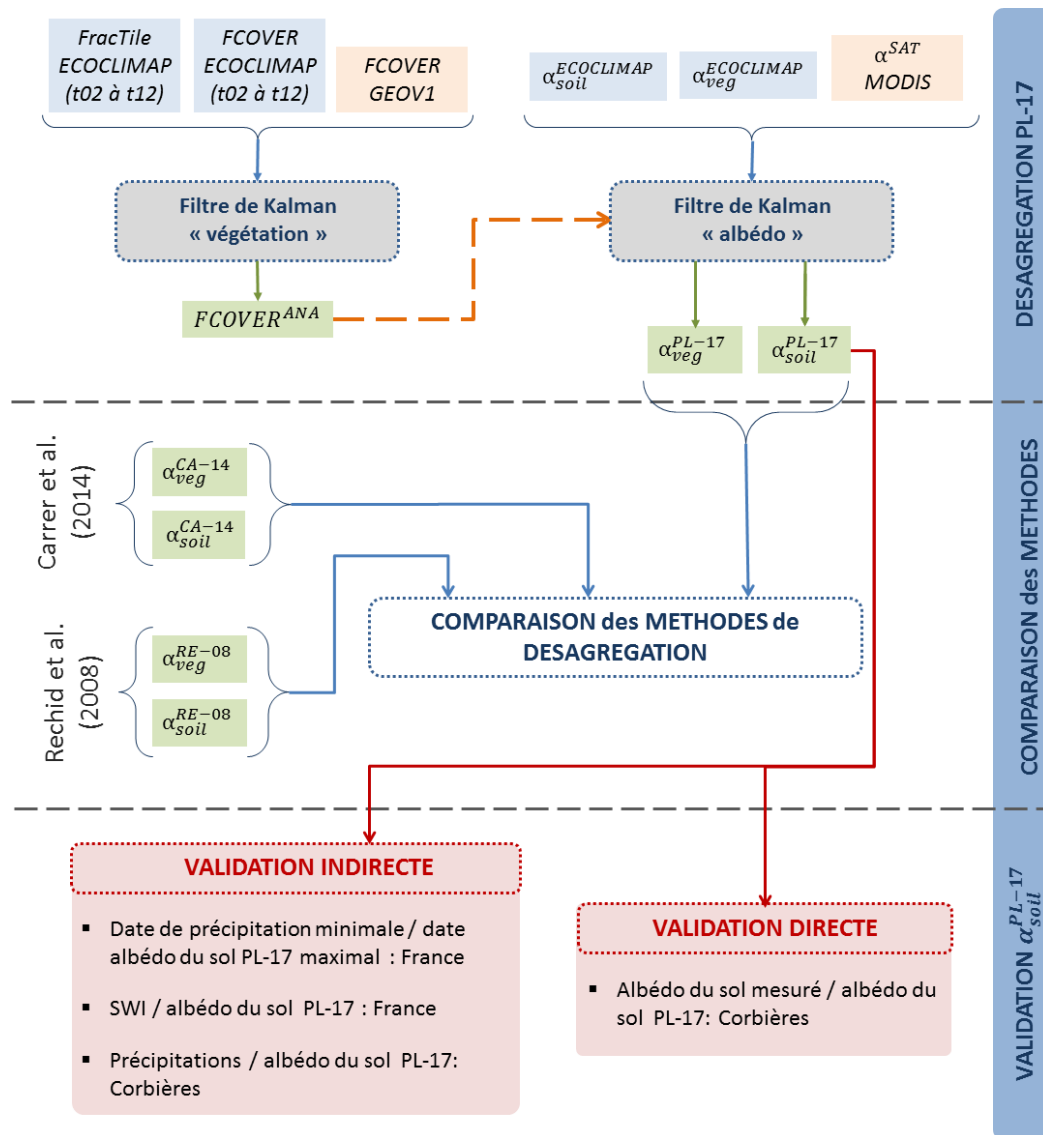 FracTile
ECOCLIMAP
(t02 à t12)
FCOVER
ECOCLIMAP
(t02 à t12)
FCOVER
GEOV1
α_soil^ECOCLIMAP
α_veg^ECOCLIMAP
α^SAT
MODIS
Filtre de Kalman
« végétation »
Filtre de Kalman
« albédo »
FCOVER^ANA
α_veg^PL−17
α_soil^PL−17
DESAGREGATION PL-17
Carrer et al.
(2014)
α_veg^CA−14
α_soil^CA−14
Rechid et al.
(2008)
α_veg^RE−08
α_soil^RE−08
COMPARAISON des METHODES de
DESAGREGATION
COMPARAISON des METHODES
VALIDATION INDIRECTE
▪ Date de précipitation minimale / date
albédo du sol PL-17 maximal : France
▪ SWI / albédo du sol PL-17 : France
▪ Précipitations / albédo du sol PL-17:
Corbières
VALIDATION DIRECTE
▪ Albédo du sol mesuré / albédo du
sol PL-17: Corbières
VALIDATION α_soil^PL−17